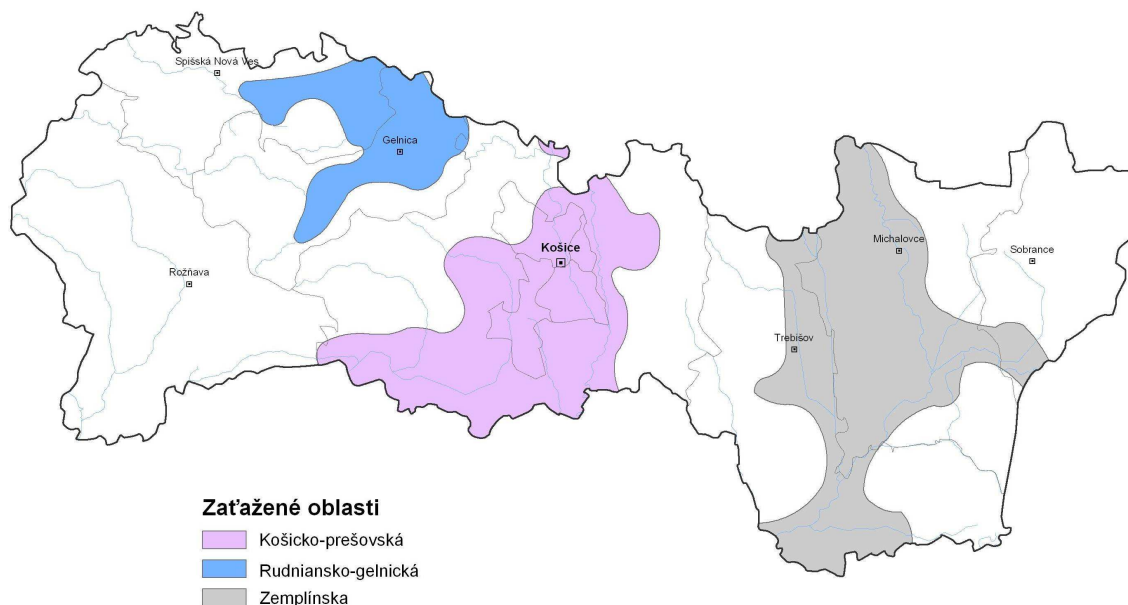 Spišská Nová Ves
Gelnica
Košice
Michalovce
Sobrance
Rožňava
Trebišov
Zaťažené oblasti
Košicko-prešovská
Rudniansko-gelnická
Zemplínska